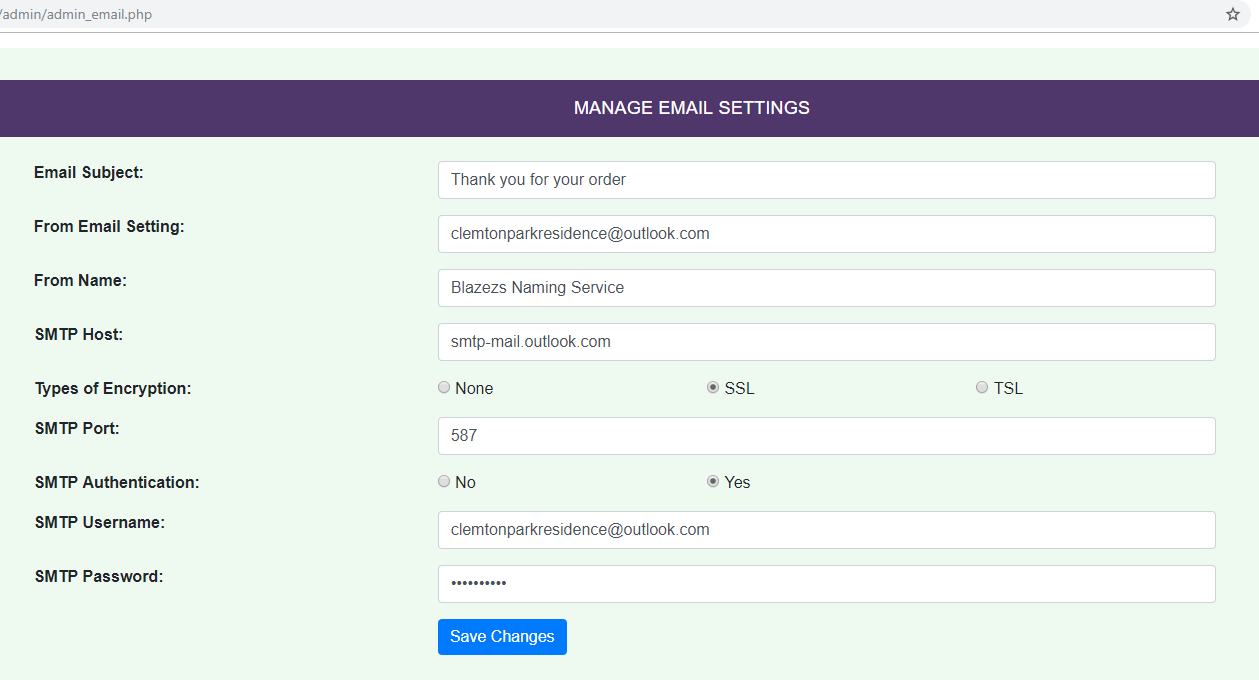 /admin/admin_email.php
MANAGE EMAIL SETTINGS
Email Subject: Thank you for your order
From Email Setting: clemtonparkresidence@outlook.com
From Name: Blazezs Naming Service
SMTP Host: smtp-mail.outlook.com
Types of Encryption: None SSL TSL
SMTP Port: 587
SMTP Authentication: No Yes
SMTP Username: clemtonparkresidence@outlook.com
SMTP Password: ••••••••••
Save Changes